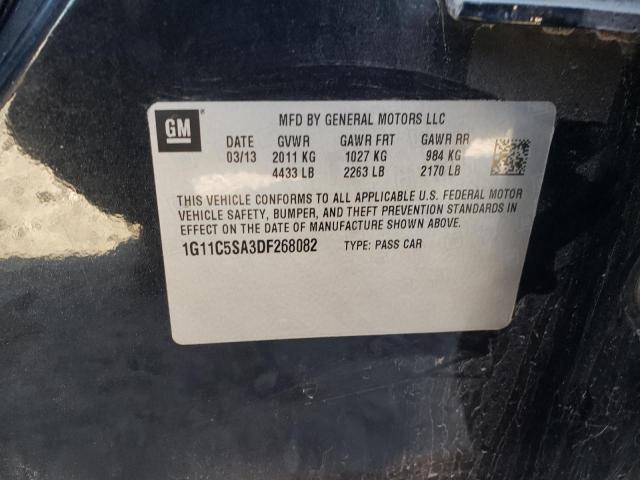 GM
MFD BY GENERAL MOTORS LLC
DATE GVWR GAWR FRT GAWR RR
03/13 2011 KG 1027 KG 984 KG
4433 LB 2263 LB 2170 LB
THIS VEHICLE CONFORMS TO ALL APPLICABLE U.S. FEDERAL MOTOR
VEHICLE SAFETY, BUMPER, AND THEFT PREVENTION STANDARDS IN
EFFECT ON THE DATE OF MANUFACTURE SHOWN ABOVE.
1G11C5SA3DF268082 TYPE: PASS CAR